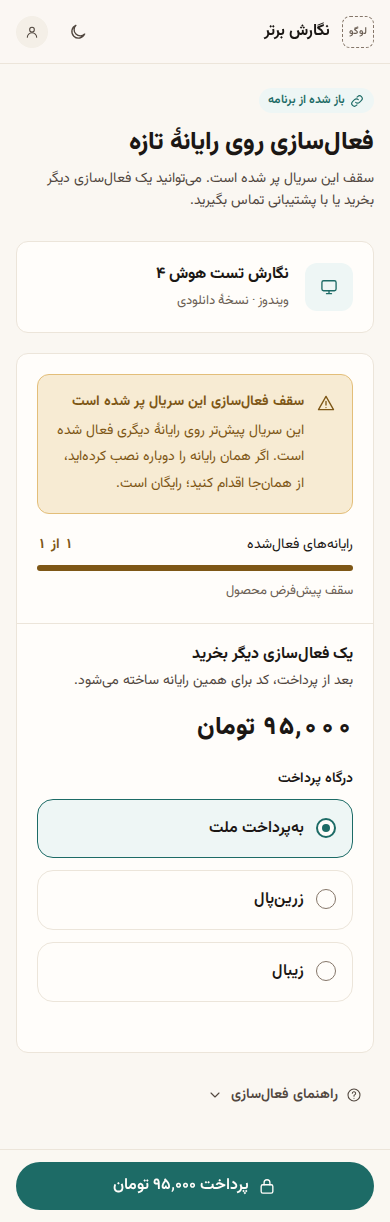 لوگو
نگارش برتر
باز شده از برنامه
فعال‌سازی روی رایانهٔ تازه
سقف این سریال پر شده است. می‌توانید یک فعال‌سازی دیگر
بخرید یا با پشتیبانی تماس بگیرید.
نگارش تست هوش ۴
ویندوز · نسخهٔ دانلودی
سقف فعال‌سازی این سریال پر شده است
این سریال پیش‌تر روی رایانهٔ دیگری فعال شده
است. اگر همان رایانه را دوباره نصب کرده‌اید،
از همان‌جا اقدام کنید؛ رایگان است.
رایانه‌های فعال‌شده
۱ از ۱
سقف پیش‌فرض محصول
یک فعال‌سازی دیگر بخرید
بعد از پرداخت، کد برای همین رایانه ساخته می‌شود.
۹۵,۰۰۰ تومان
درگاه پرداخت
به‌پرداخت ملت
زرین‌پال
زیبال
راهنمای فعال‌سازی
پرداخت ۹۵,۰۰۰ تومان